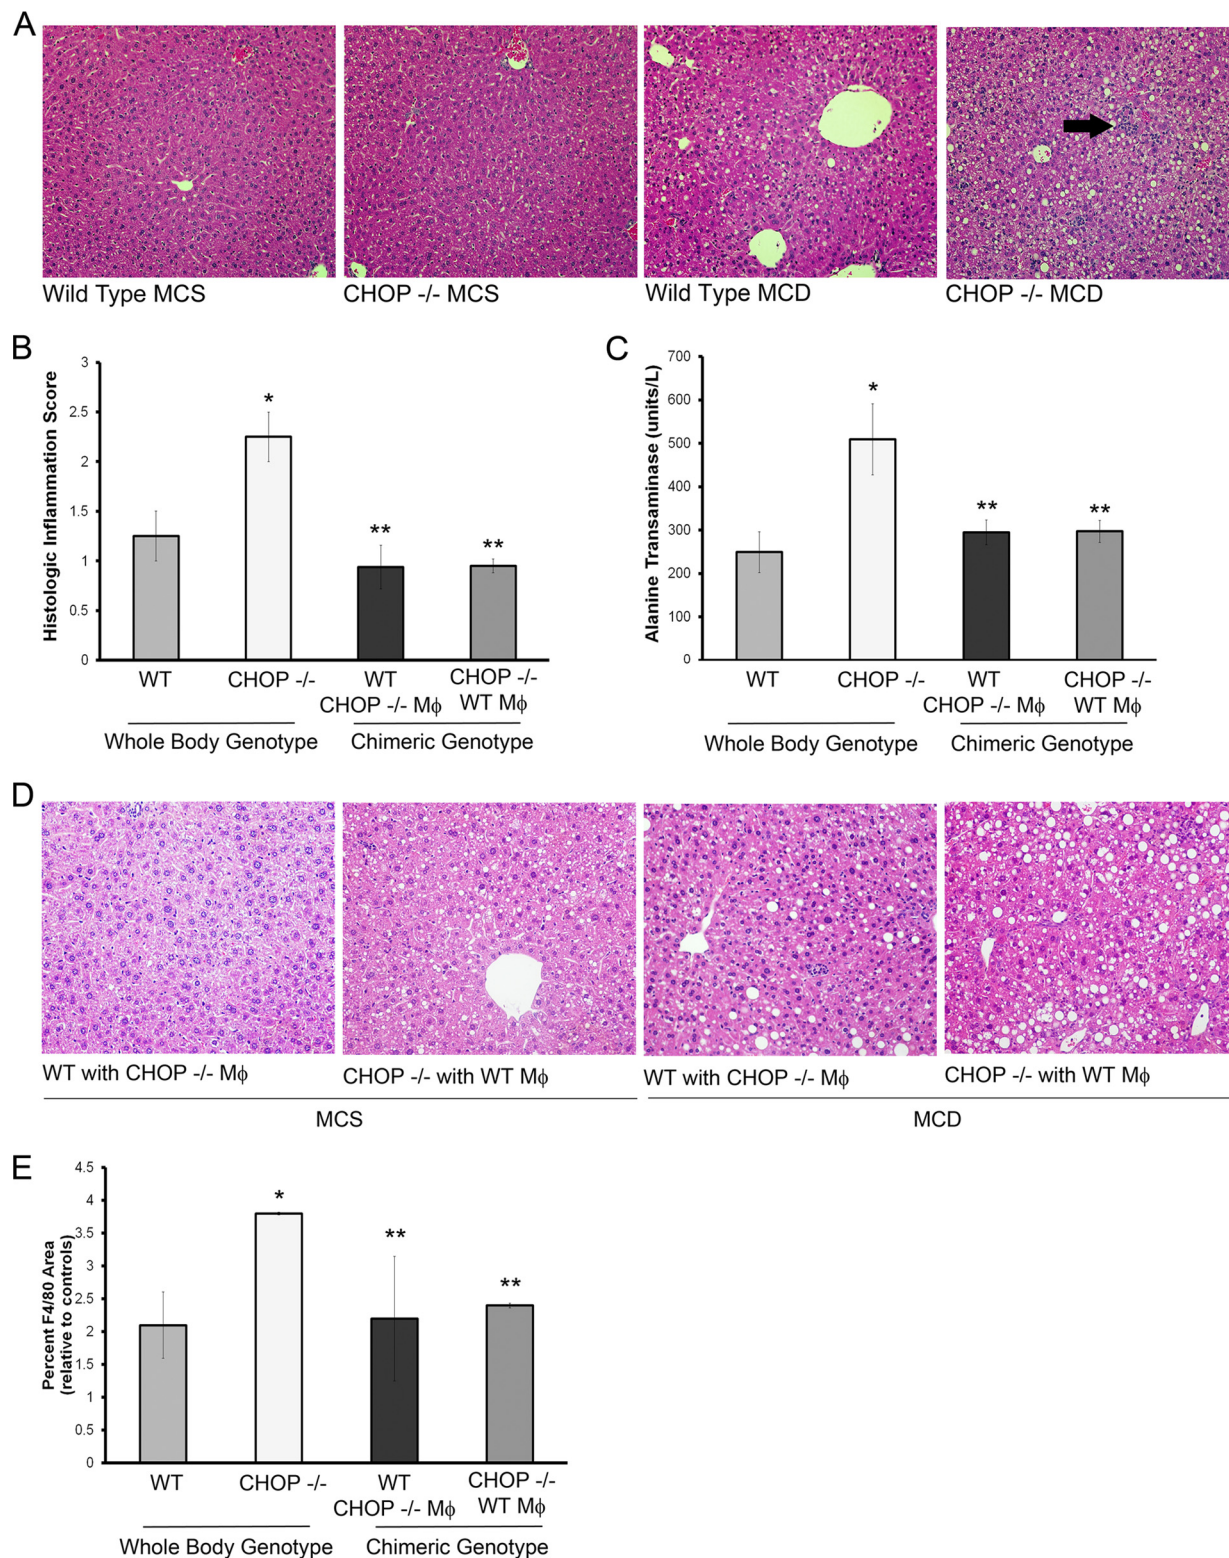 A
Wild Type MCS
CHOP -/- MCS
Wild Type MCD
CHOP -/- MCD
B
Histologic Inflammation Score
3
2.5
2
1.5
1
0.5
0
*
**
**
WT
CHOP -/-
WT
CHOP -/- Mϕ
CHOP -/-
WT Mϕ
Whole Body Genotype
Chimeric Genotype
C
Alanine Transaminase (units/L)
700
600
500
400
300
200
100
0
*
**
**
WT
CHOP -/-
WT
CHOP -/- Mϕ
CHOP -/-
WT Mϕ
Whole Body Genotype
Chimeric Genotype
D
WT with CHOP -/- Mϕ
CHOP -/- with WT Mϕ
WT with CHOP -/- Mϕ
CHOP -/- with WT Mϕ
MCS
MCD
E
Percent F4/80 Area
(relative to controls)
4.5
4
3.5
3
2.5
2
1.5
1
0.5
0
*
**
**
WT
CHOP -/-
WT
CHOP -/- Mϕ
CHOP -/-
WT Mϕ
Whole Body Genotype
Chimeric Genotype